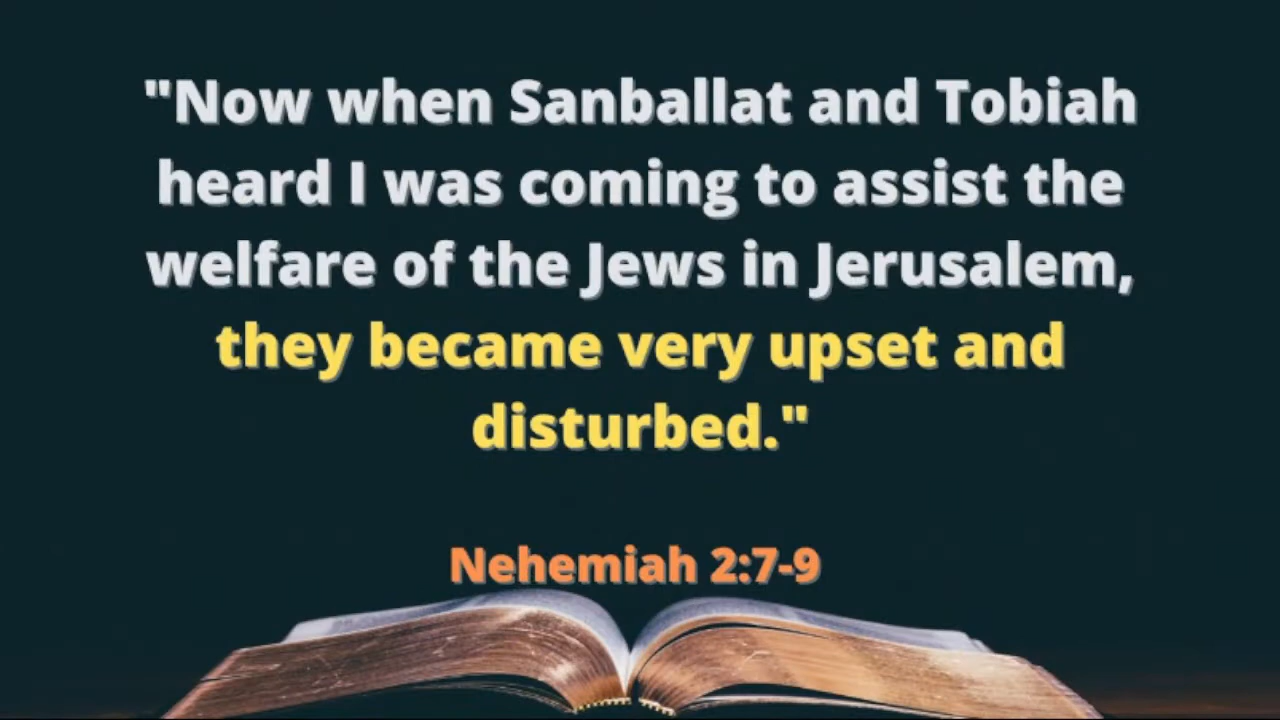 "Now when Sanballat and Tobiah
heard I was coming to assist the
welfare of the Jews in Jerusalem,
they became very upset and
disturbed."
Nehemiah 2:7-9